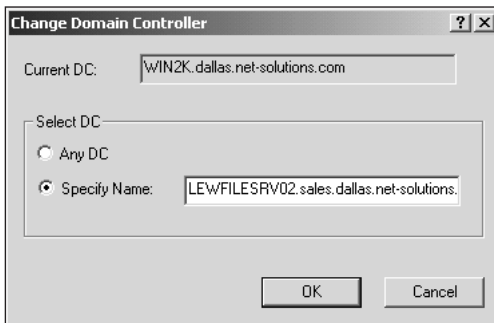 Change Domain Controller
Current DC: WIN2K.dallas.net-solutions.com
Select DC
Any DC
Specify Name: LEWFILESRV02.sales.dallas.net-solutions.
OK Cancel